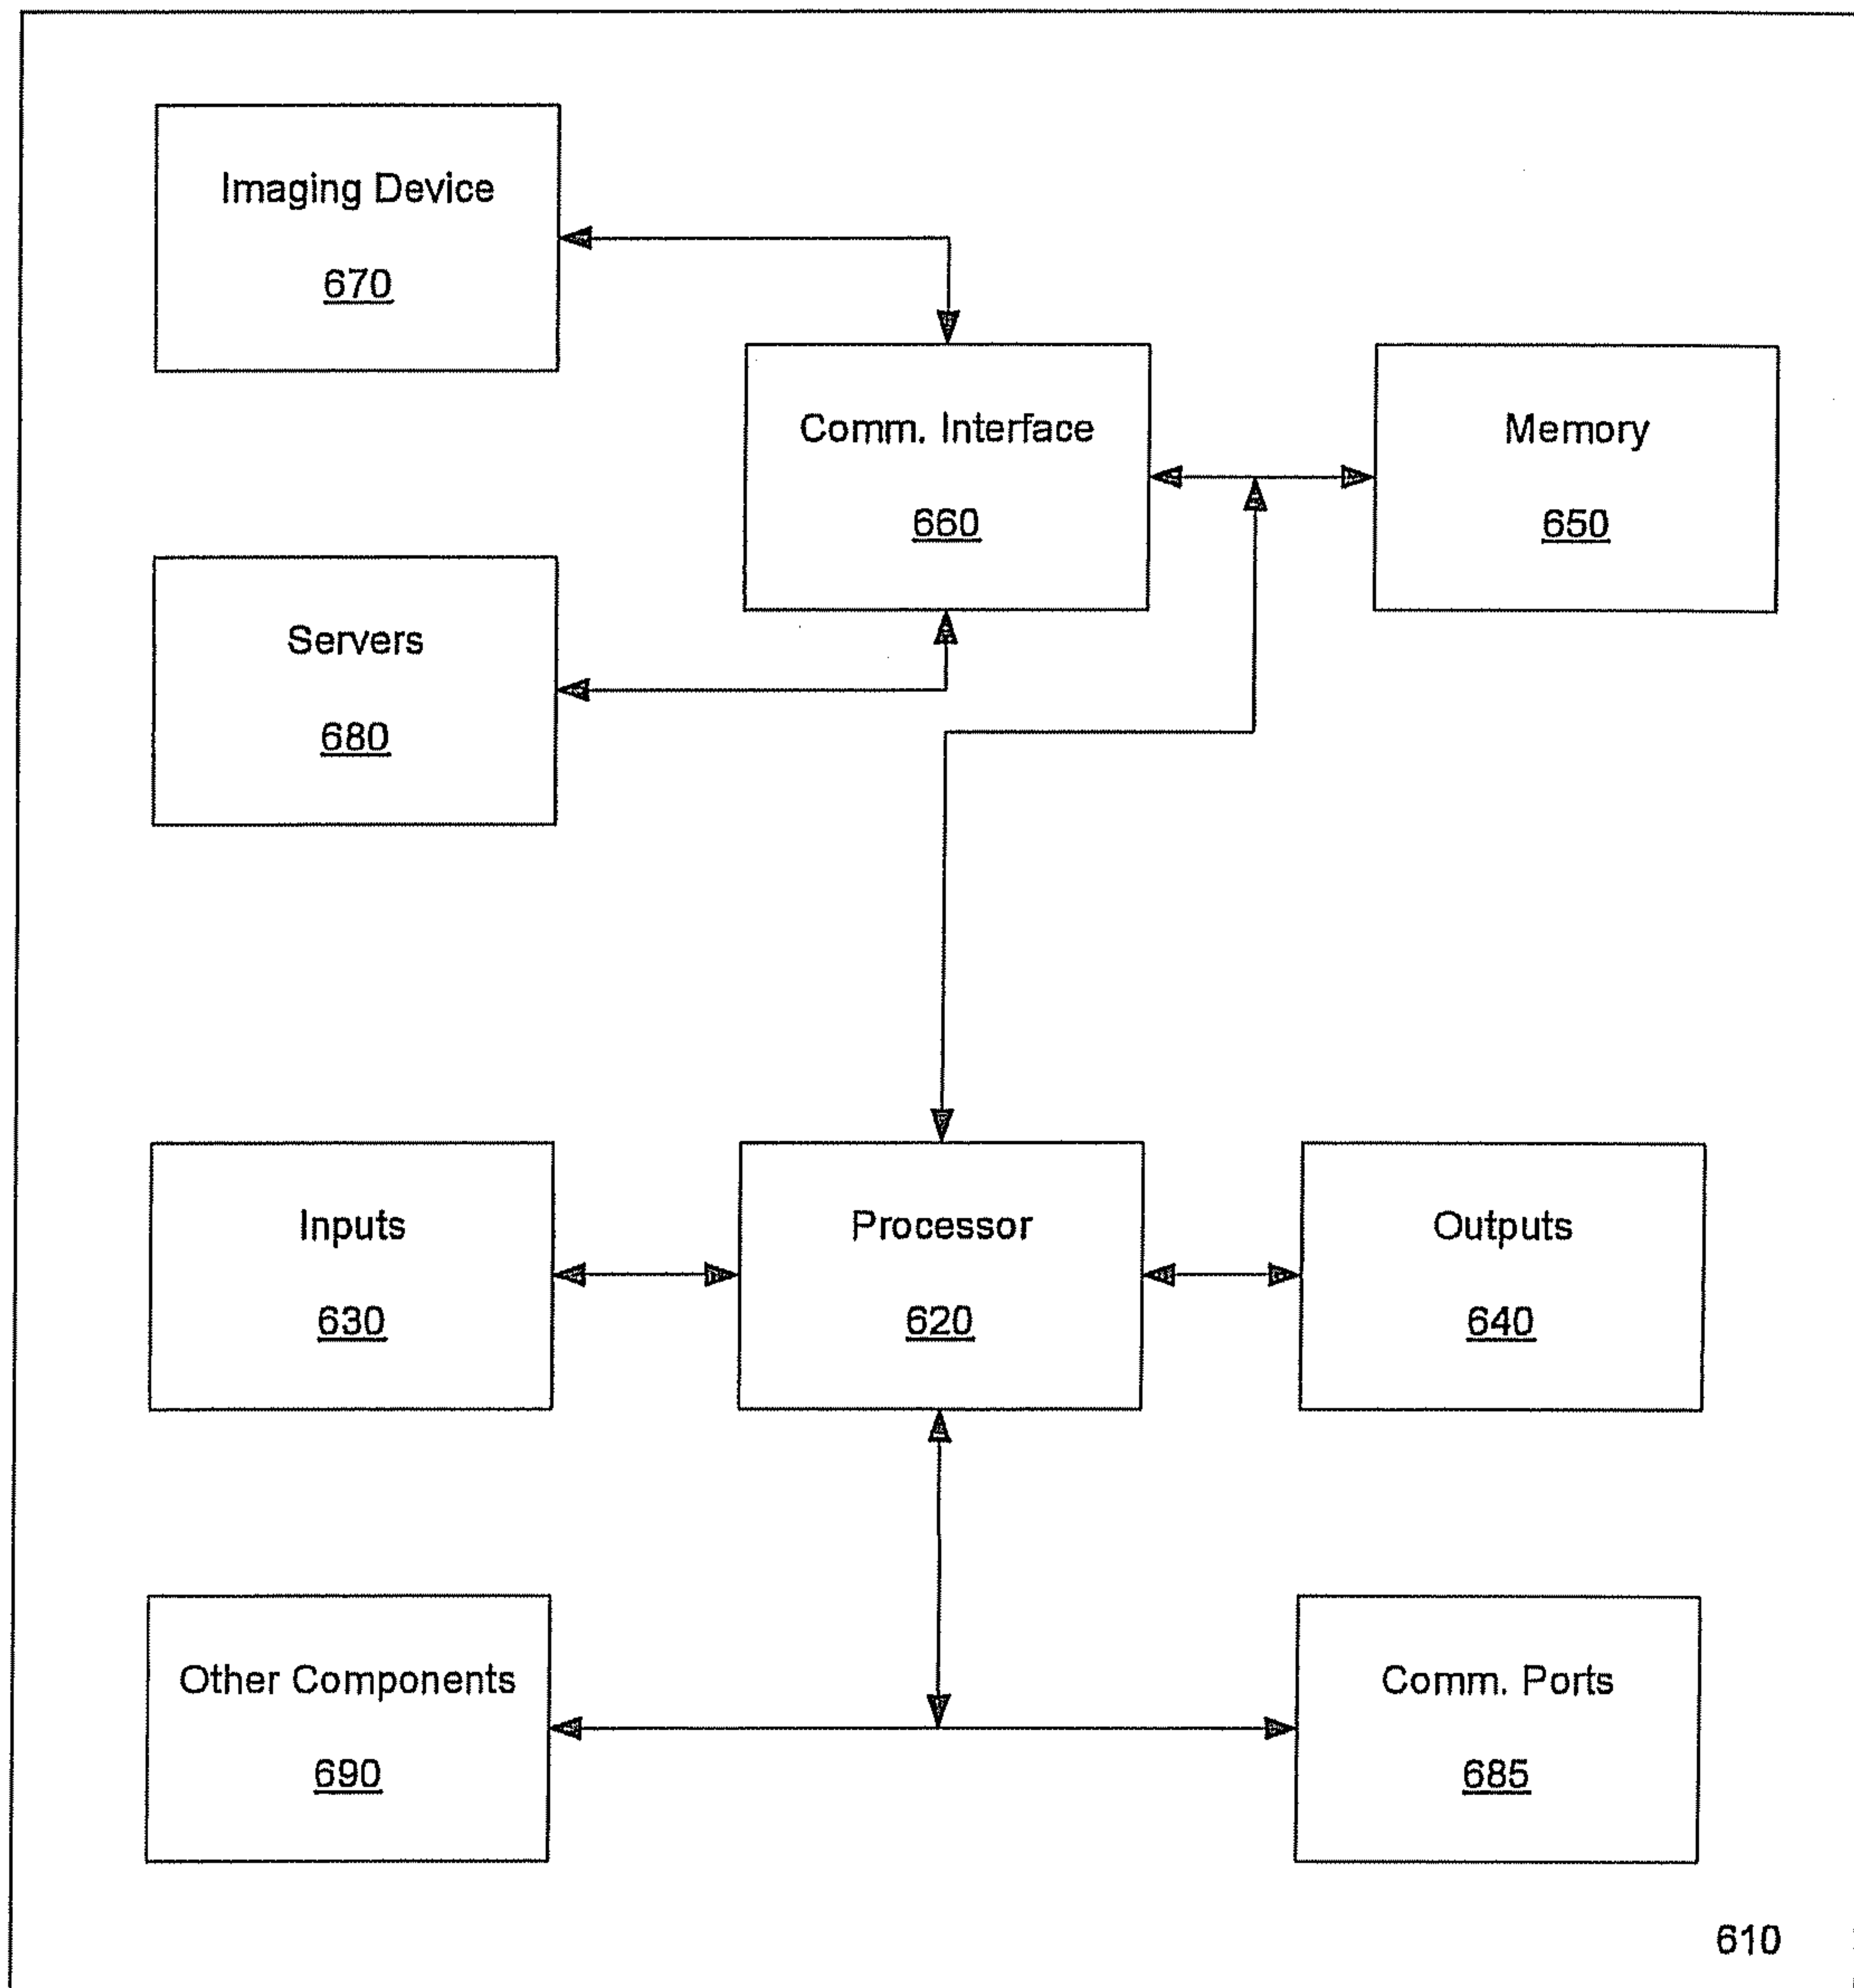 Imaging Device
670
Comm. Interface
660
Memory
650
Servers
680
Inputs
630
Processor
620
Outputs
640
Other Components
690
Comm. Ports
685
610